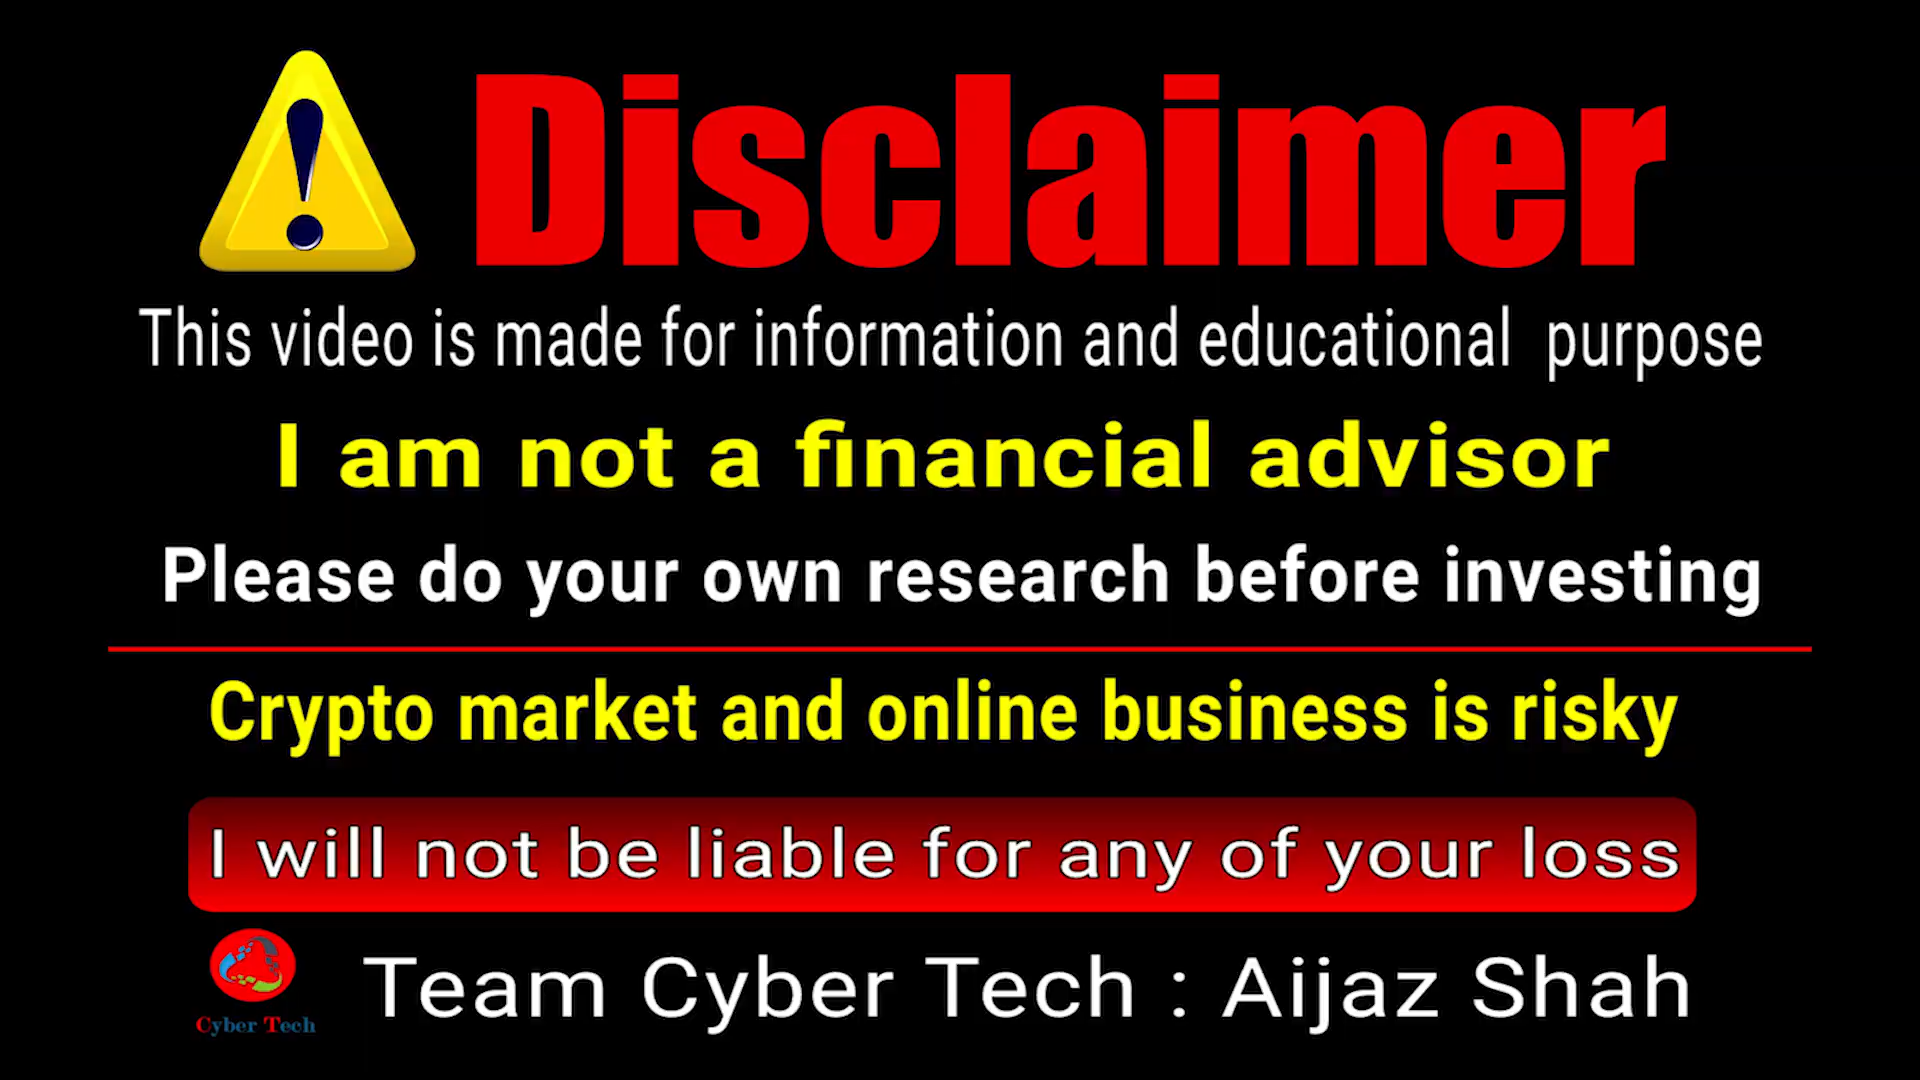 Disclaimer
This video is made for information and educational purpose
I am not a financial advisor
Please do your own research before investing
Crypto market and online business is risky
I will not be liable for any of your loss
Team Cyber Tech : Aijaz Shah
Cyber Tech